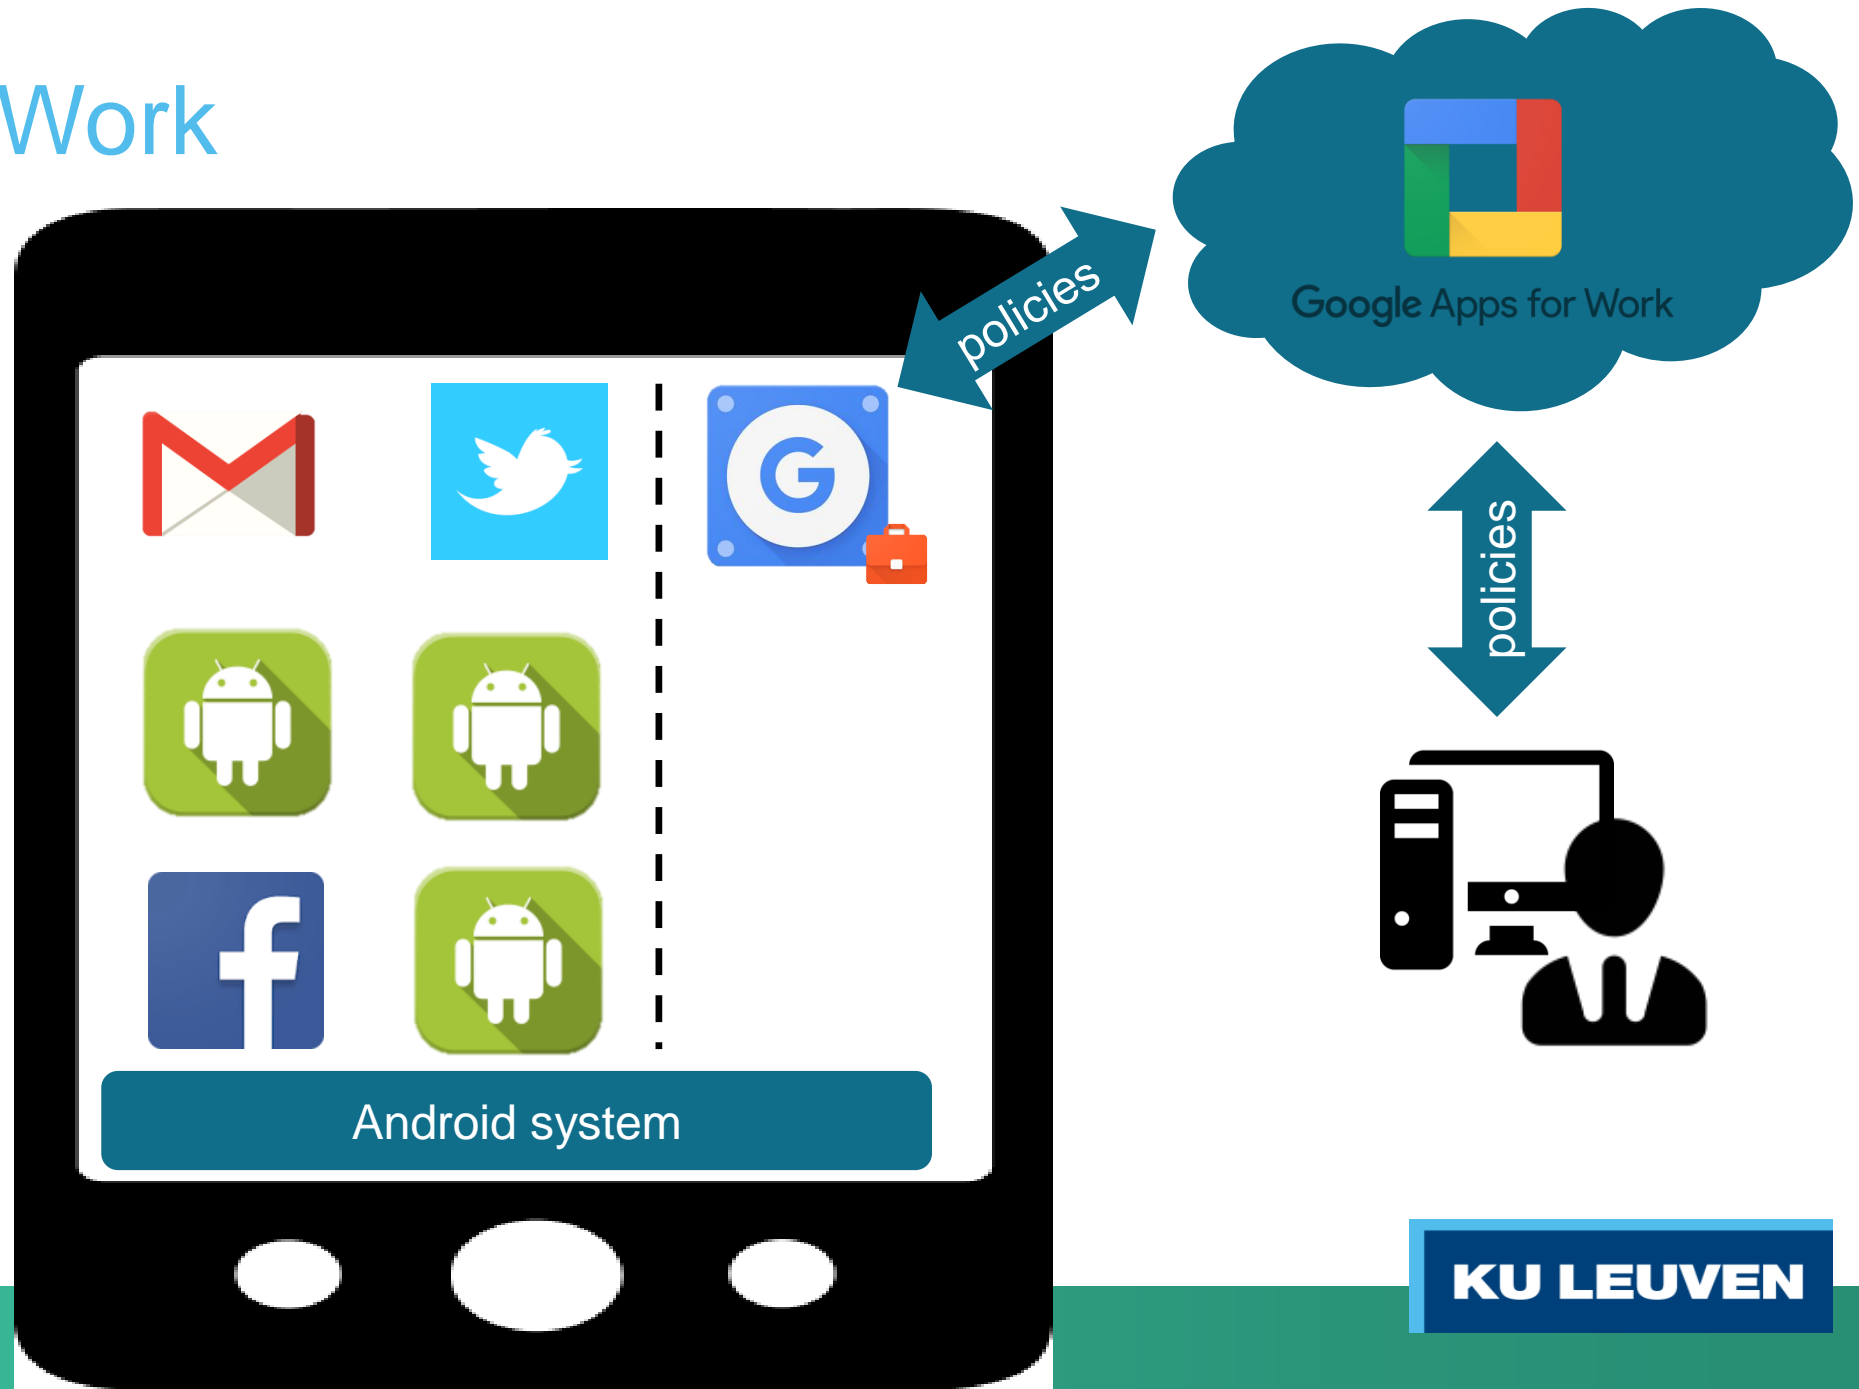 Work
Google Apps for Work
policies
policies
Android system
KU LEUVEN